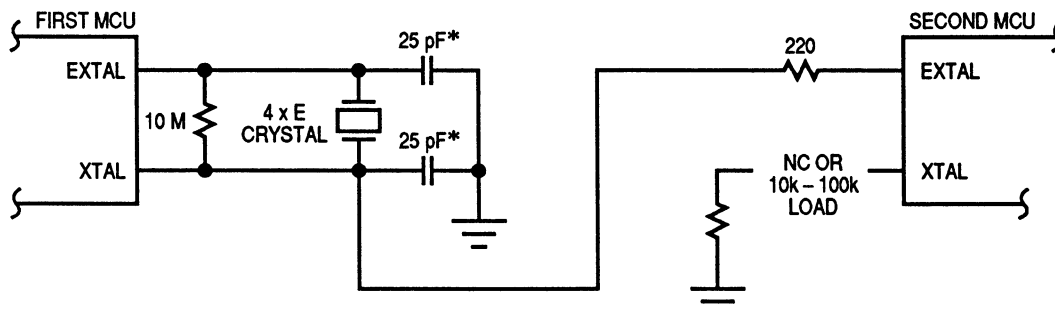 FIRST MCU
EXTAL
10 M
XTAL
4 x E
CRYSTAL
25 pF*
25 pF*
220
SECOND MCU
EXTAL
NC OR
10k – 100k
LOAD
XTAL